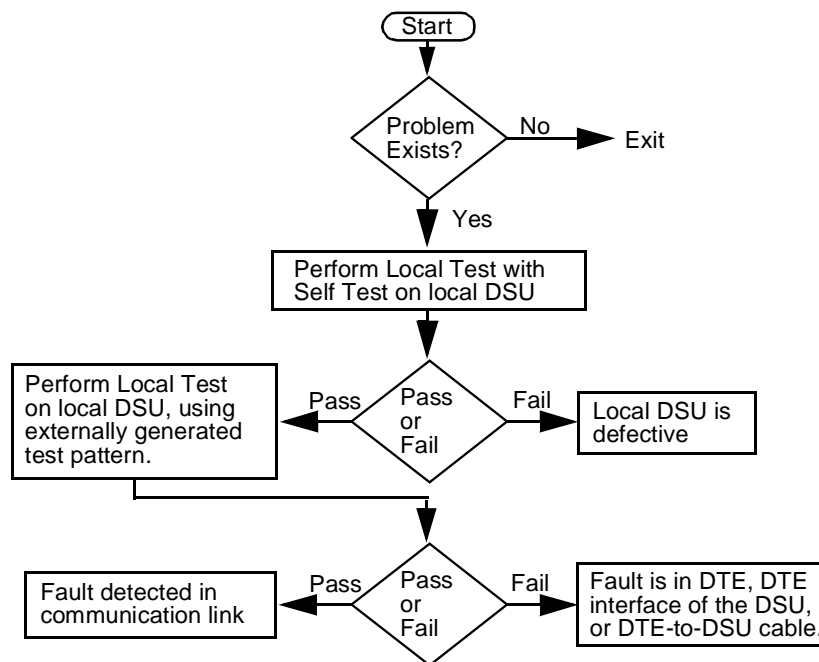 Start
Problem
Exists?
No
Exit
Yes
Perform Local Test with
Self Test on local DSU
Perform Local Test
on local DSU, using
externally generated
test pattern.
Pass
Pass
or
Fail
Fail
Local DSU is
defective
Fault detected in
communication link
Pass
Pass
or
Fail
Fail
Fault is in DTE, DTE
interface of the DSU,
or DTE-to-DSU cable.